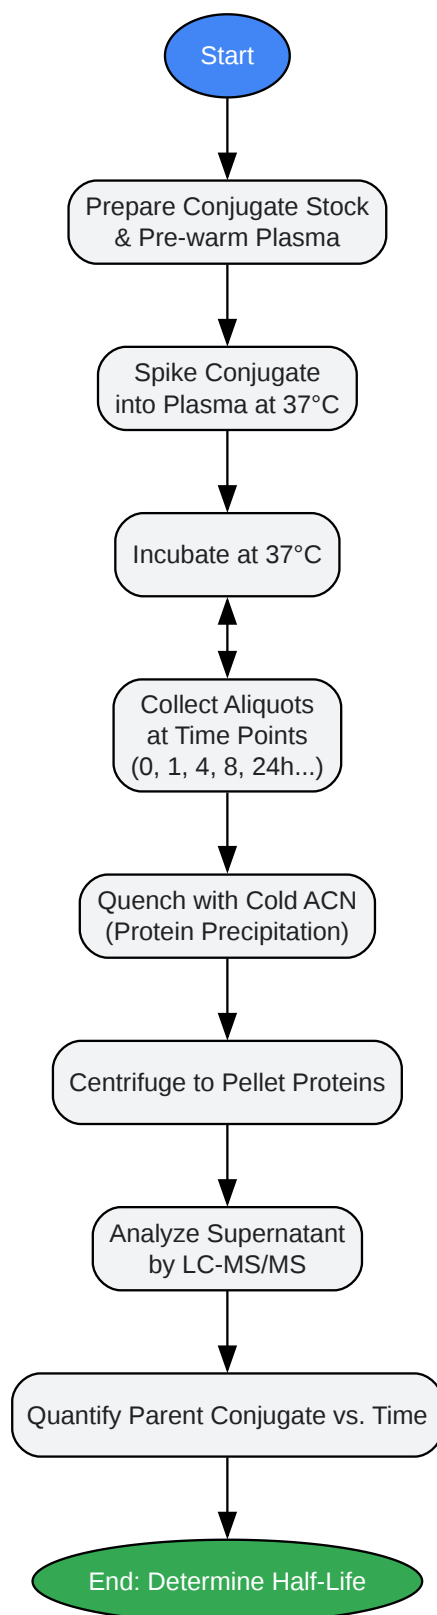 Start
Prepare Conjugate Stock
& Pre-warm Plasma
Spike Conjugate
into Plasma at 37°C
Incubate at 37°C
Collect Aliquots
at Time Points
(0, 1, 4, 8, 24h...)
Quench with Cold ACN
(Protein Precipitation)
Centrifuge to Pellet Proteins
Analyze Supernatant
by LC-MS/MS
Quantify Parent Conjugate vs. Time
End: Determine Half-Life